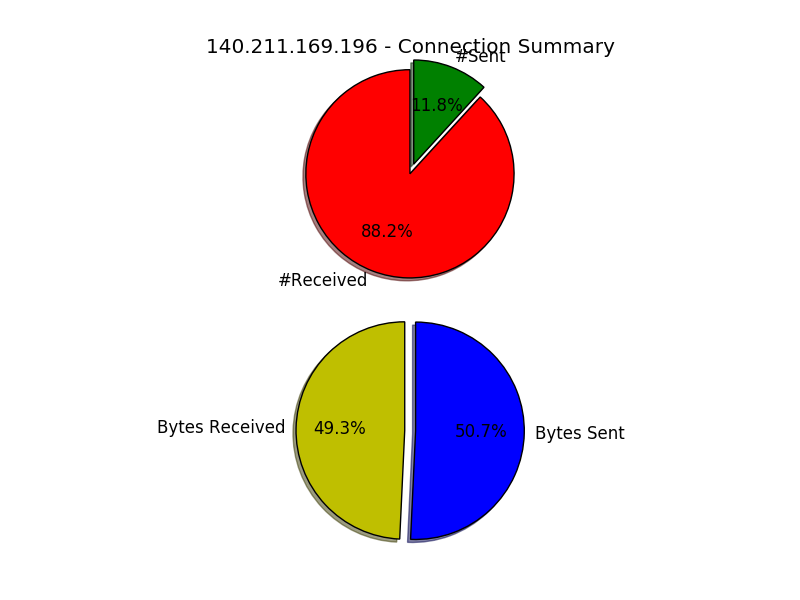 140.211.169.196 - Connection Summary
#Sent
11.8%
88.2%
#Received
Bytes Received
49.3%
50.7%
Bytes Sent